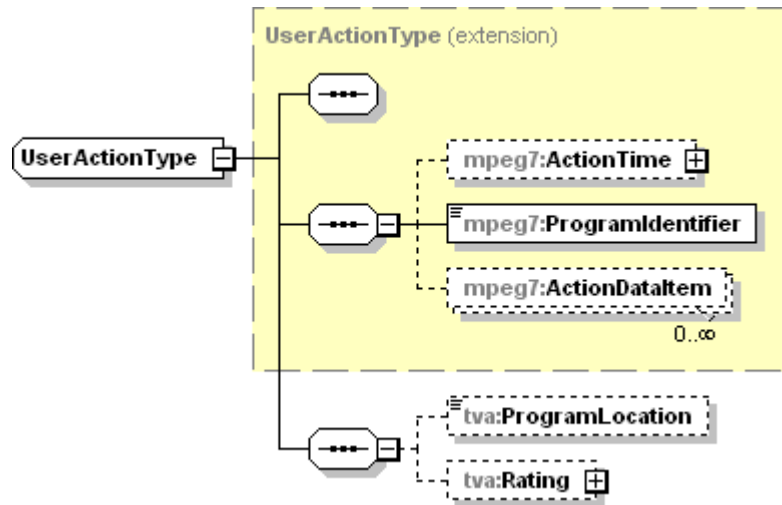 UserActionType (extension)
UserActionType
mpeg7:ActionTime
mpeg7:ProgramIdentifier
mpeg7:ActionDataItem
0..∞
tva:ProgramLocation
tva:Rating